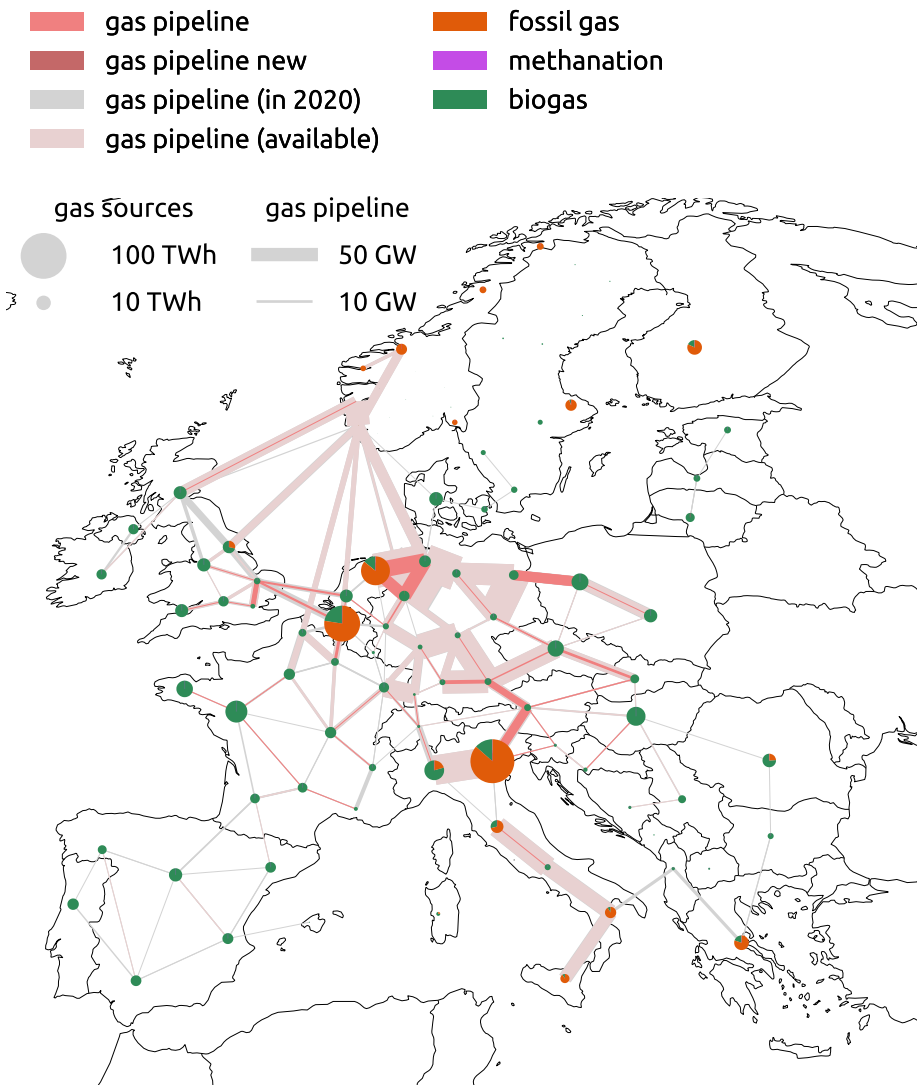 gas pipeline
gas pipeline new
gas pipeline (in 2020)
gas pipeline (available)
fossil gas
methanation
biogas
gas sources
100 TWh
10 TWh
gas pipeline
50 GW
10 GW